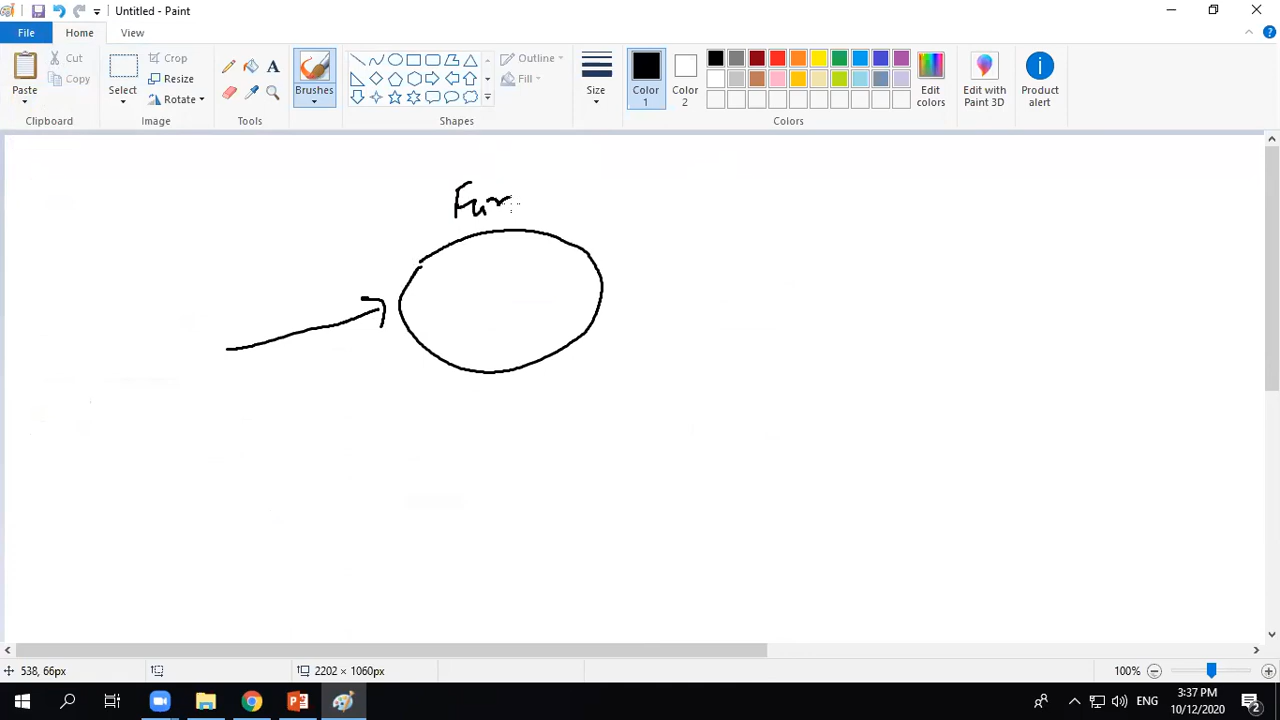 Untitled - Paint
File Home View
Paste
Cut
Copy
Clipboard
Select
Crop
Resize
Rotate
Image
Tools
Brushes
Shapes
Outline
Fill
Size
Color 1
Color 2
Edit colors
Colors
Edit with Paint 3D
Product alert
Fur
538, 66px
2202 × 1060px
100%
ENG
3:37 PM
10/12/2020
2